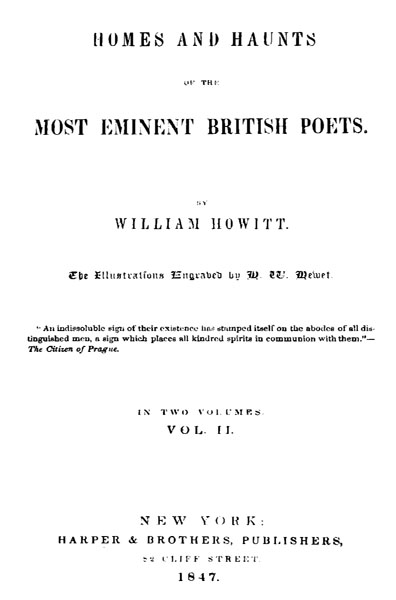 HOMES AND HAUNTS
OF THE
MOST EMINENT BRITISH POETS.
BY
WILLIAM HOWITT.
The Illustrations Engraved by H. W. Hewet.
"An indissoluble sign of their existence has stamped itself on the abodes of all dis-
tinguished men, a sign which places all kindred spirits in communion with them."—
The Citizen of Prague.
IN TWO VOLUMES.
VOL. II.
NEW YORK:
HARPER & BROTHERS, PUBLISHERS,
82 CLIFF STREET.
1847.